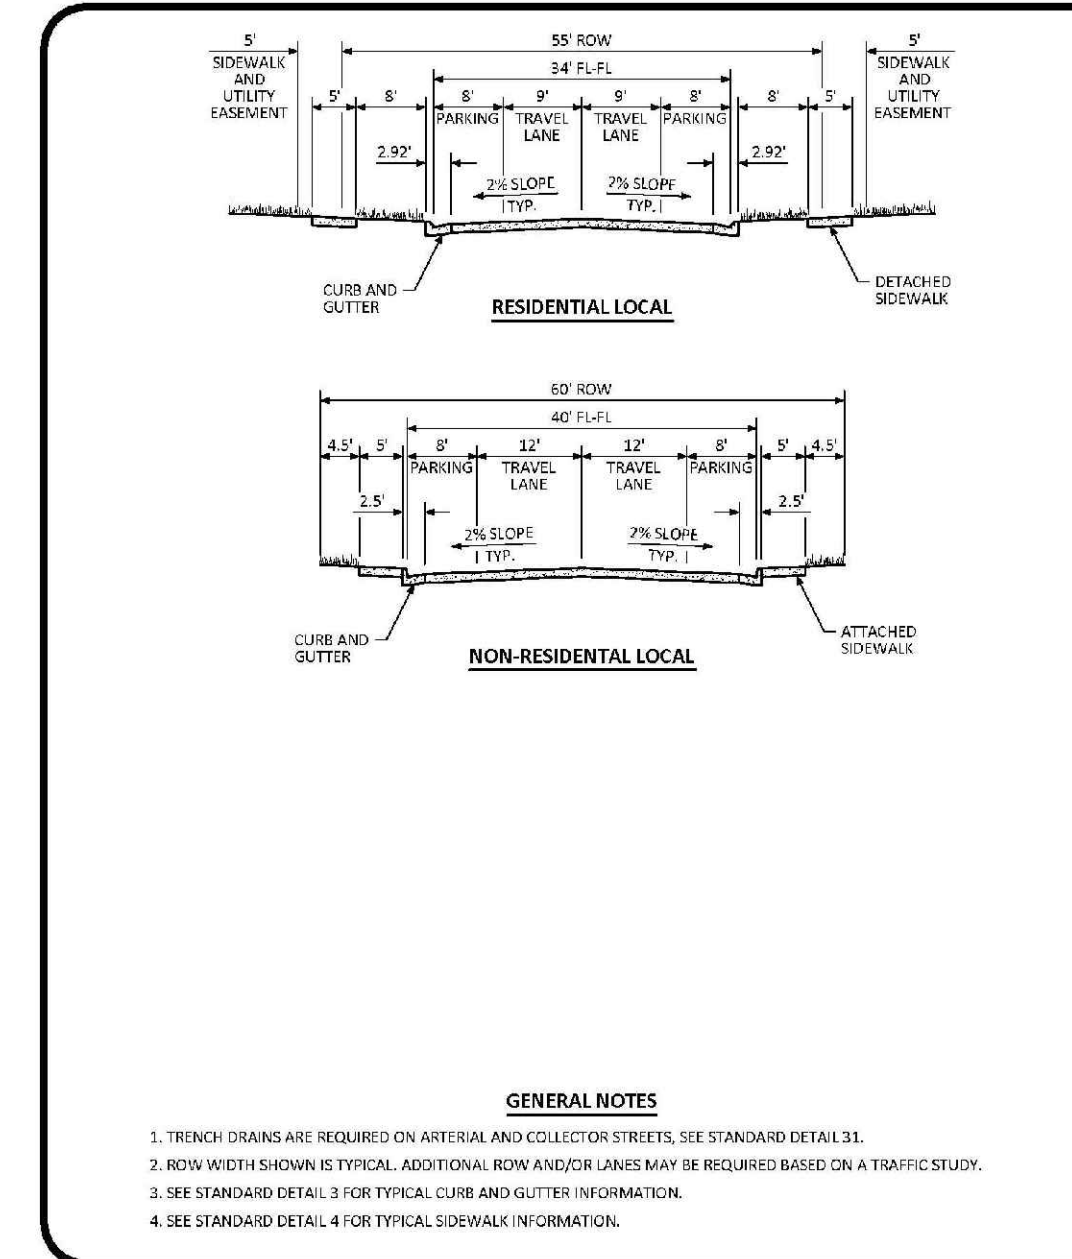 5' 55' ROW 5'
SIDEWALK AND UTILITY EASEMENT
34' FL-FL
SIDEWALK AND UTILITY EASEMENT
5' 8' 8' 9' 9' 8' 8' 5'
PARKING TRAVEL LANE TRAVEL LANE PARKING
2.92' 2.92'
2% SLOPE 2% SLOPE
TYP. TYP.
CURB AND
GUTTER
DETACHED
SIDEWALK
RESIDENTIAL LOCAL
60' ROW
40' FL-FL
4.5' 5' 8' 12' 12' 8' 5' 4.5'
PARKING TRAVEL LANE TRAVEL LANE PARKING
2.5' 2.5'
2% SLOPE 2% SLOPE
TYP. TYP.
CURB AND
GUTTER
ATTACHED
SIDEWALK
NON-RESIDENTAL LOCAL
GENERAL NOTES
1. TRENCH DRAINS ARE REQUIRED ON ARTERIAL AND COLLECTOR STREETS, SEE STANDARD DETAIL 31.
2. ROW WIDTH SHOWN IS TYPICAL. ADDITIONAL ROW AND/OR LANES MAY BE REQUIRED BASED ON A TRAFFIC STUDY.
3. SEE STANDARD DETAIL 3 FOR TYPICAL CURB AND GUTTER INFORMATION.
4. SEE STANDARD DETAIL 4 FOR TYPICAL SIDEWALK INFORMATION.